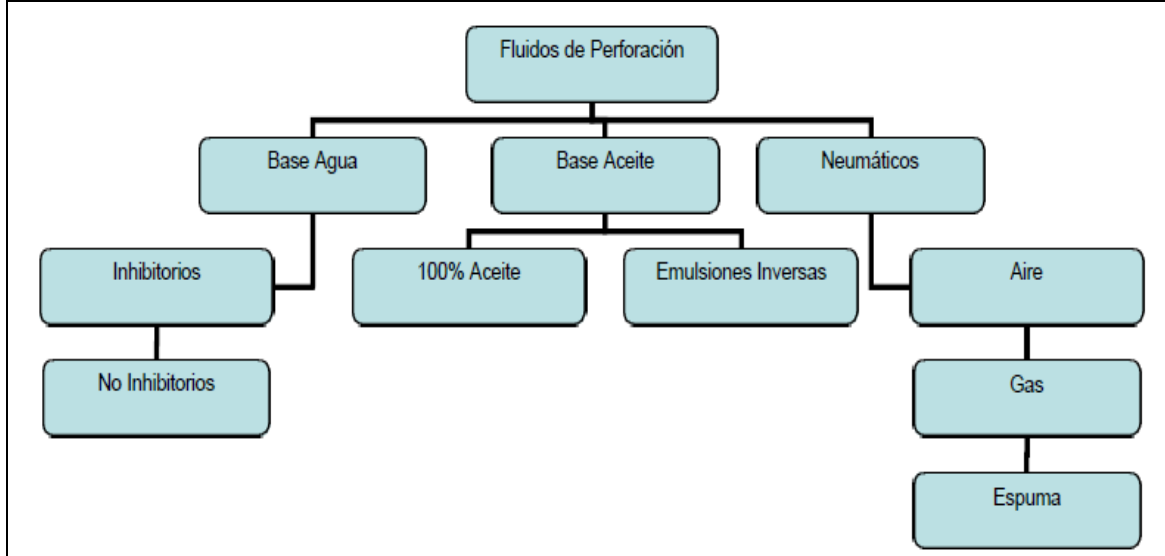 Fluidos de Perforación
Base Agua
Base Aceite
Neumáticos
Inhibitorios
100% Aceite
Emulsiones Inversas
Aire
No Inhibitorios
Gas
Espuma